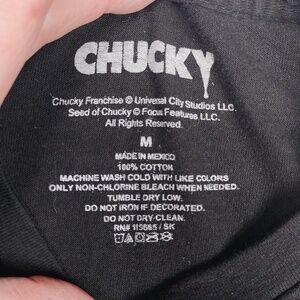 CHUCKY
Chucky Franchise © Universal City Studios LLC.
Seed of Chucky © Focus Features LLC.
All Rights Reserved.
M
MADE IN MEXICO
100% COTTON
MACHINE WASH COLD WITH LIKE COLORS
ONLY NON-CHLORINE BLEACH WHEN NEEDED.
TUMBLE DRY LOW.
DO NOT IRON IF DECORATED.
DO NOT DRY-CLEAN.
RN# 115685 / SK